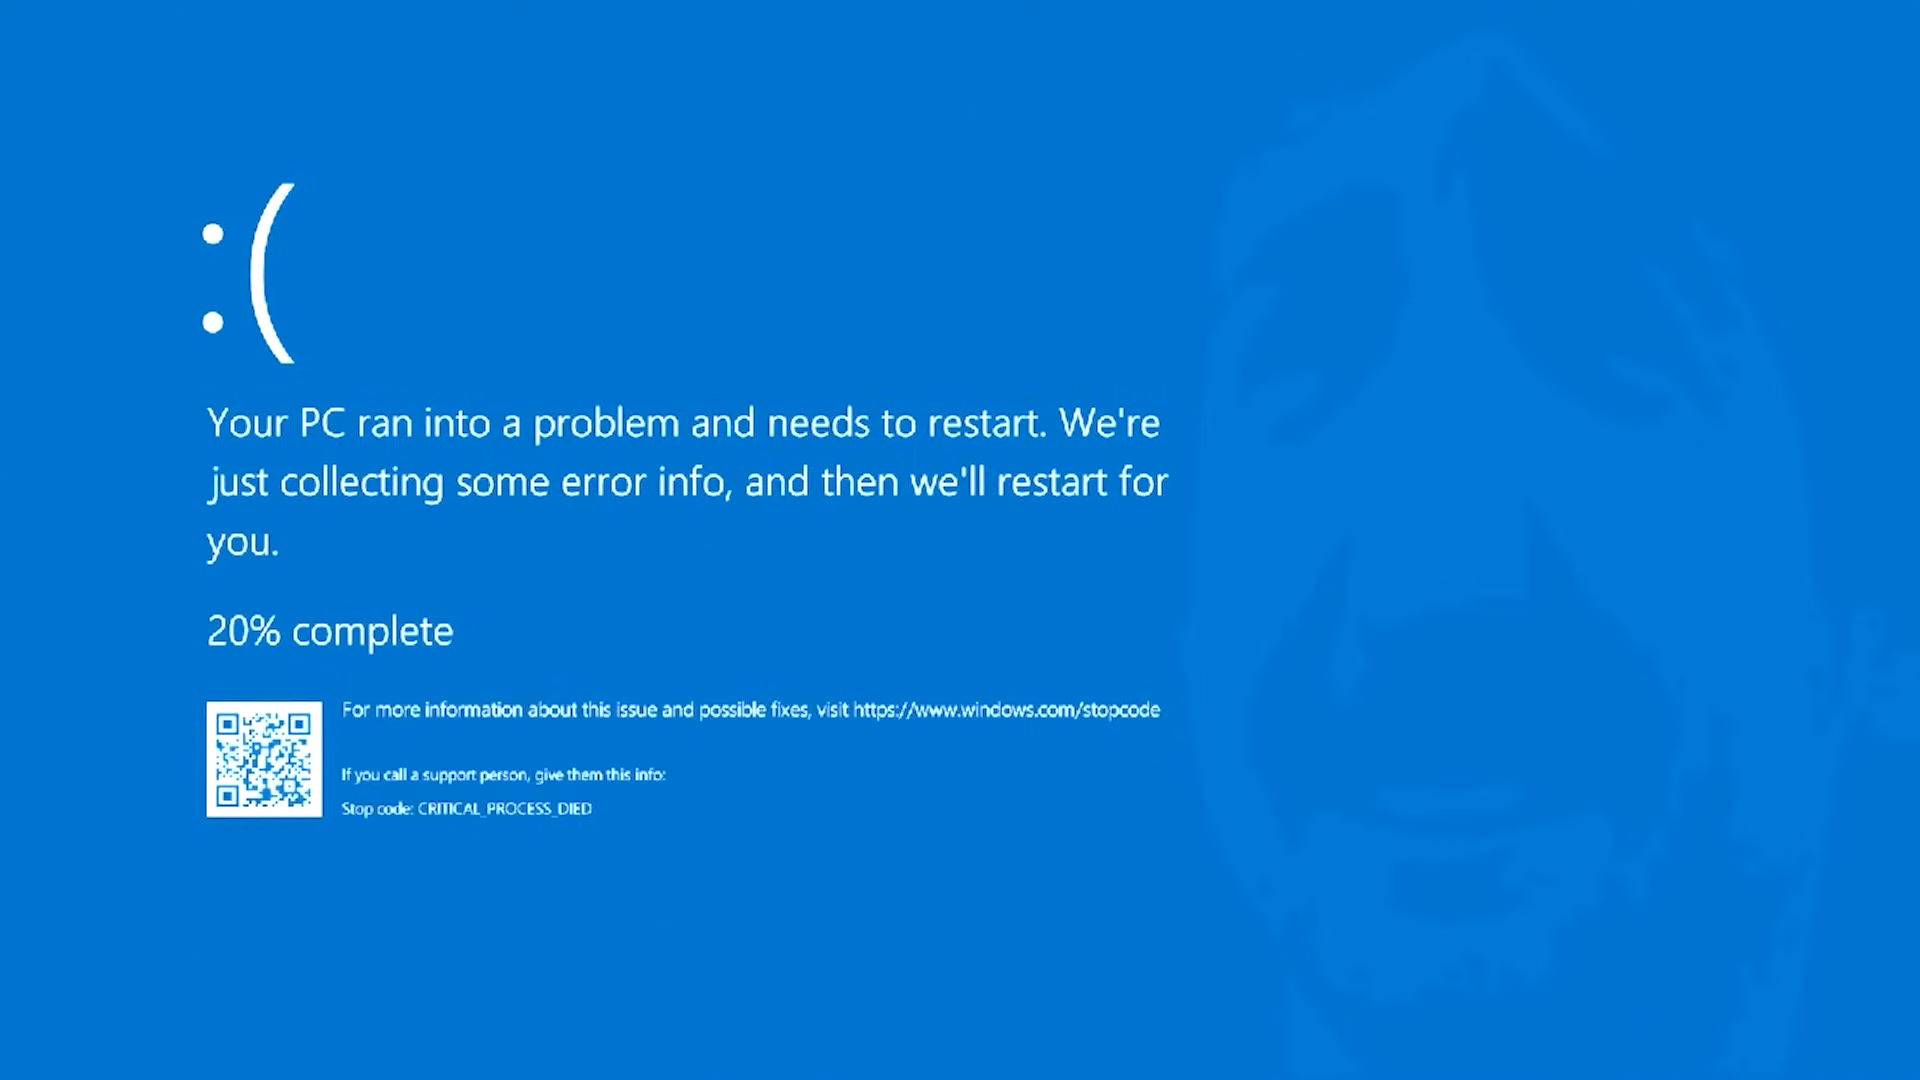 :(
Your PC ran into a problem and needs to restart. We're
just collecting some error info, and then we'll restart for
you.
20% complete
For more information about this issue and possible fixes, visit https://www.windows.com/stopcode
If you call a support person, give them this info:
Stop code: CRITICAL_PROCESS_DIED